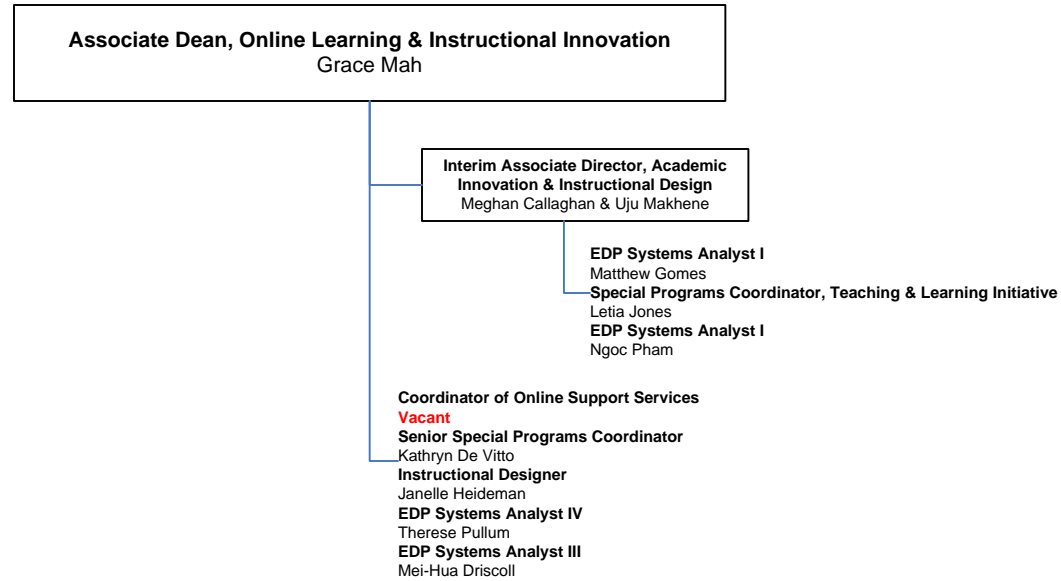 Associate Dean, Online Learning & Instructional Innovation
Grace Mah
Interim Associate Director, Academic
Innovation & Instructional Design
Meghan Callaghan & Uju Makhene
EDP Systems Analyst I
Matthew Gomes
Special Programs Coordinator, Teaching & Learning Initiative
Letia Jones
EDP Systems Analyst I
Ngoc Pham
Coordinator of Online Support Services
Vacant
Senior Special Programs Coordinator
Kathryn De Vitto
Instructional Designer
Janelle Heideman
EDP Systems Analyst IV
Therese Pullum
EDP Systems Analyst III
Mei-Hua Driscoll